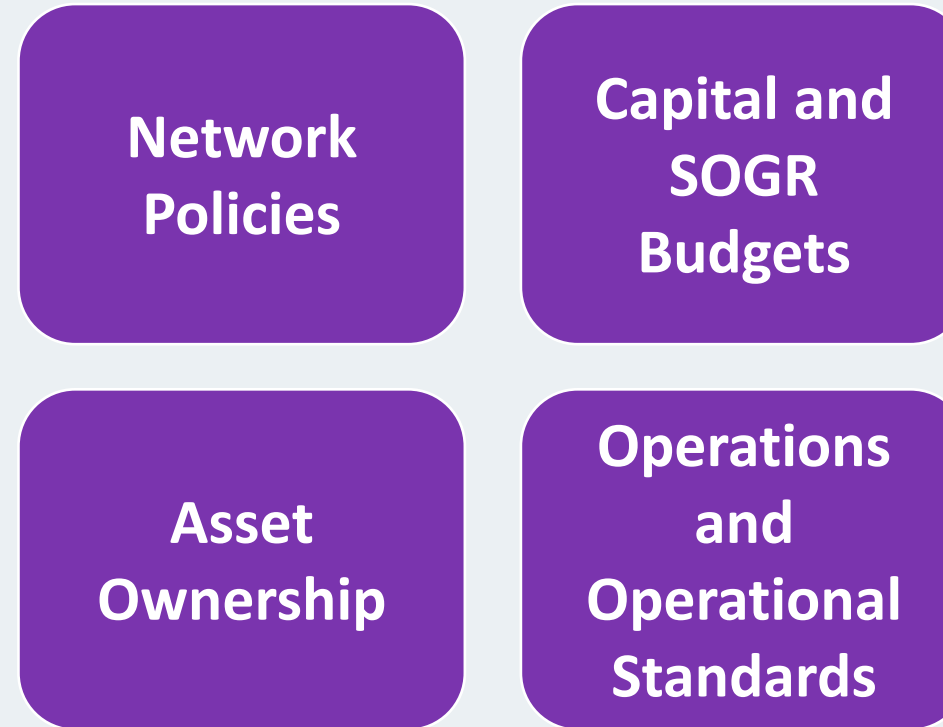 Network
Policies
Capital and
SOGR
Budgets
Asset
Ownership
Operations
and
Operational
Standards